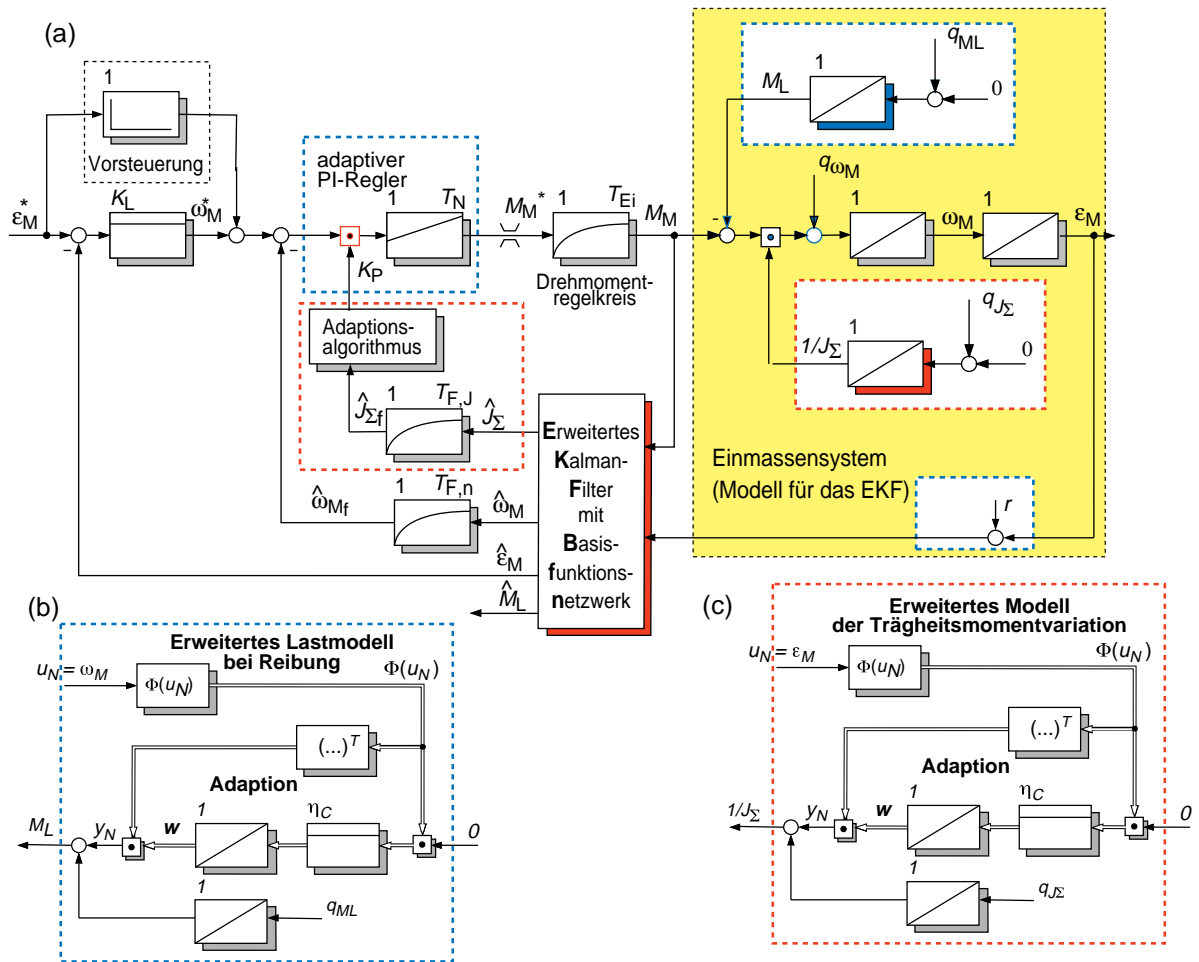 (a)
1
Vorsteuerung
ε*M
-
KL
ω*M
-
adaptiver
PI-Regler
1
TN
KP
MM*
1
TEi
MM
Drehmoment-
regelkreis
Adaptions-
algorithmus
ĴΣf
1
TF,J
ĴΣ
ω̂Mf
1
TF,n
ω̂M
ε̂M
M̂L
Erweitertes
Kalman-
Filter
mit
Basis-
funktions-
netzwerk
ML
1
qML
0
-
qωM
1
ωM
1
εM
1/JΣ
1
qJΣ
0
Einmassensystem
(Modell für das EKF)
r
(b)
Erweitertes Lastmodell
bei Reibung
uN = ωM
Φ(uN)
Φ(uN)
(...)T
Adaption
ML
yN
w
1
ηC
0
1
qML
(c)
Erweitertes Modell
der Trägheitsmomentvariation
uN = εM
Φ(uN)
Φ(uN)
(...)T
Adaption
1/JΣ
yN
w
1
ηC
0
1
qJΣ